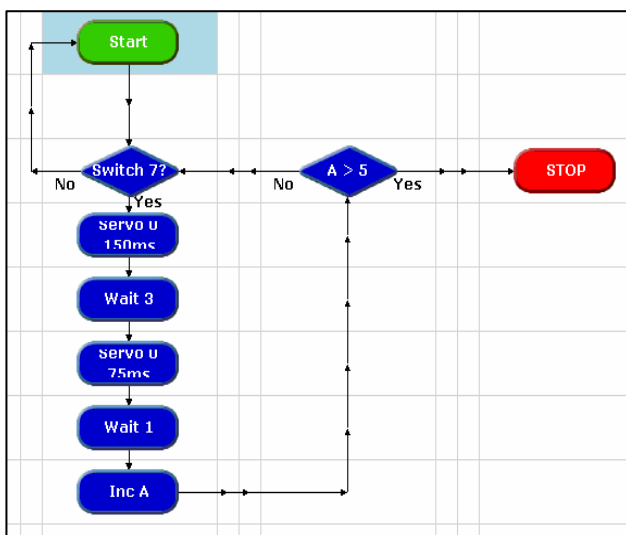 Start
Switch 7?
No
Yes
A > 5
No
Yes
STOP
Servo 0
150ms
Wait 3
Servo 0
75ms
Wait 1
Inc A